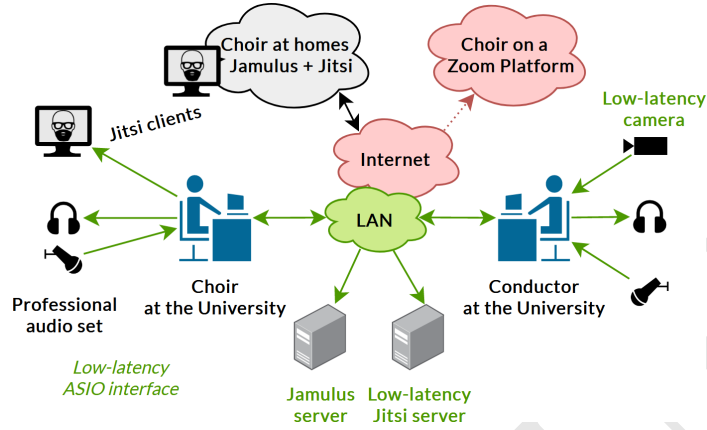 Choir at homes
Jamulus + Jitsi
Choir on a
Zoom Platform
Jitsi clients
Low-latency
camera
Internet
LAN
Choir
at the University
Conductor
at the University
Professional
audio set
Low-latency
ASIO interface
Jamulus
server
Low-latency
Jitsi server